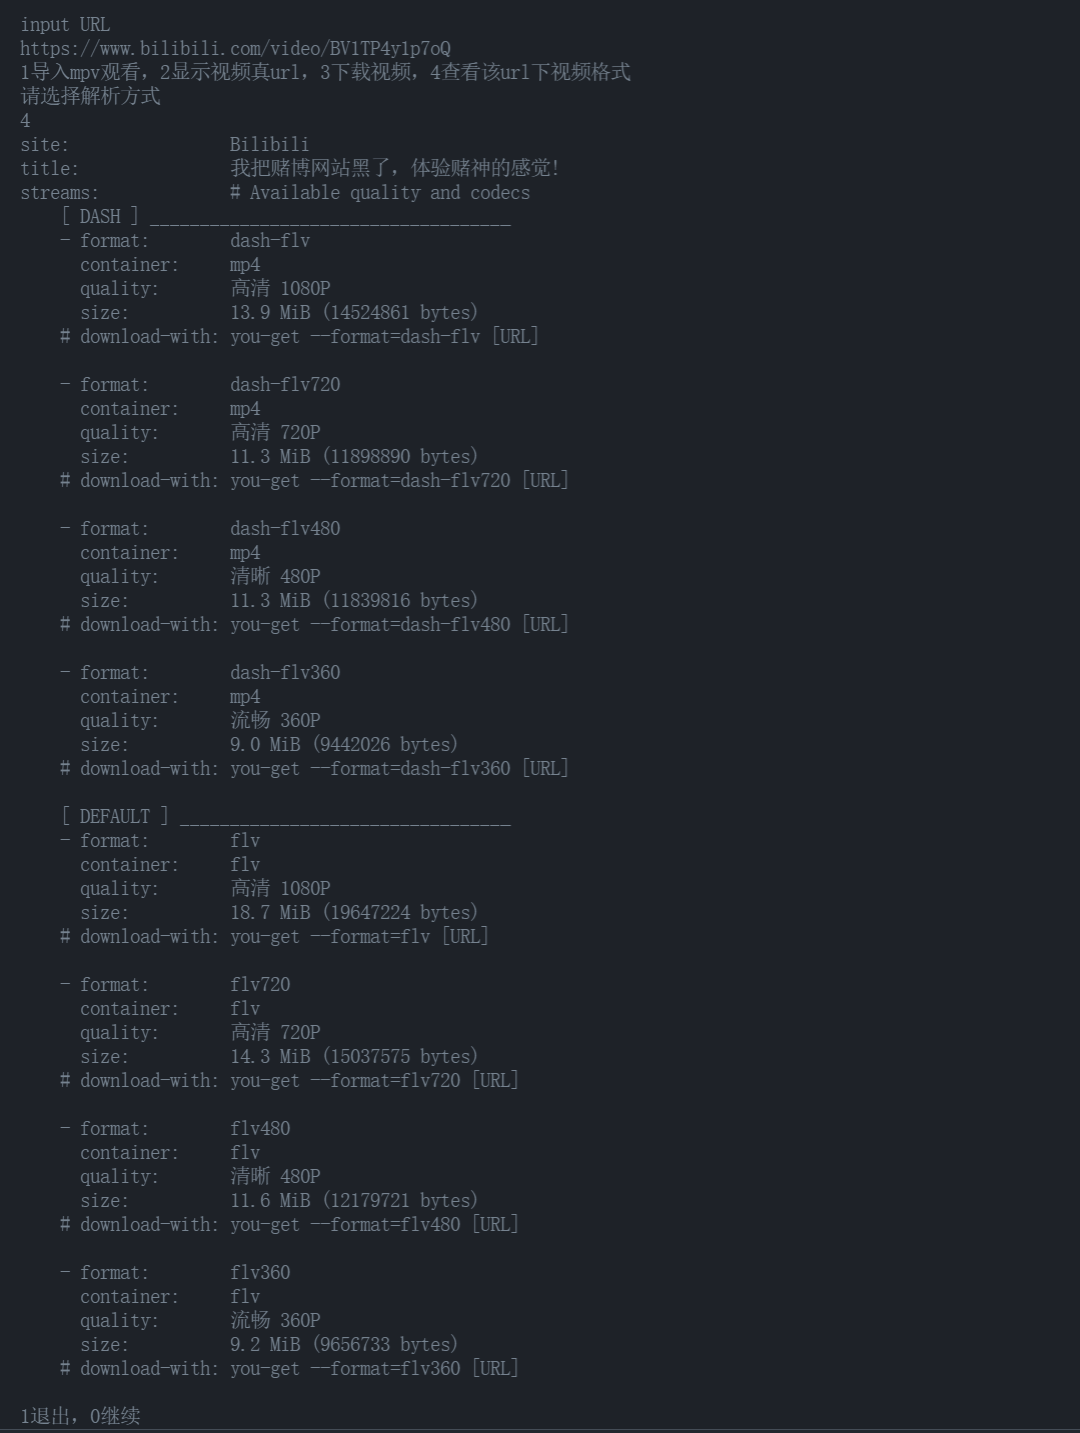 input URL
https://www.bilibili.com/video/BV1TP4y1p7oQ
1导入mpv观看，2显示视频真url，3下载视频，4查看该url下视频格式
请选择解析方式
4
site:               Bilibili
title:              我把赌博网站黑了，体验赌神的感觉!
streams:            # Available quality and codecs
    [ DASH ] ____________________________________
    - format:        dash-flv
      container:     mp4
      quality:       高清 1080P
      size:          13.9 MiB (14524861 bytes)
    # download-with: you-get --format=dash-flv [URL]

    - format:        dash-flv720
      container:     mp4
      quality:       高清 720P
      size:          11.3 MiB (11898890 bytes)
    # download-with: you-get --format=dash-flv720 [URL]

    - format:        dash-flv480
      container:     mp4
      quality:       清晰 480P
      size:          11.3 MiB (11839816 bytes)
    # download-with: you-get --format=dash-flv480 [URL]

    - format:        dash-flv360
      container:     mp4
      quality:       流畅 360P
      size:          9.0 MiB (9442026 bytes)
    # download-with: you-get --format=dash-flv360 [URL]

    [ DEFAULT ] _________________________________
    - format:        flv
      container:     flv
      quality:       高清 1080P
      size:          18.7 MiB (19647224 bytes)
    # download-with: you-get --format=flv [URL]

    - format:        flv720
      container:     flv
      quality:       高清 720P
      size:          14.3 MiB (15037575 bytes)
    # download-with: you-get --format=flv720 [URL]

    - format:        flv480
      container:     flv
      quality:       清晰 480P
      size:          11.6 MiB (12179721 bytes)
    # download-with: you-get --format=flv480 [URL]

    - format:        flv360
      container:     flv
      quality:       流畅 360P
      size:          9.2 MiB (9656733 bytes)
    # download-with: you-get --format=flv360 [URL]

1退出，0继续